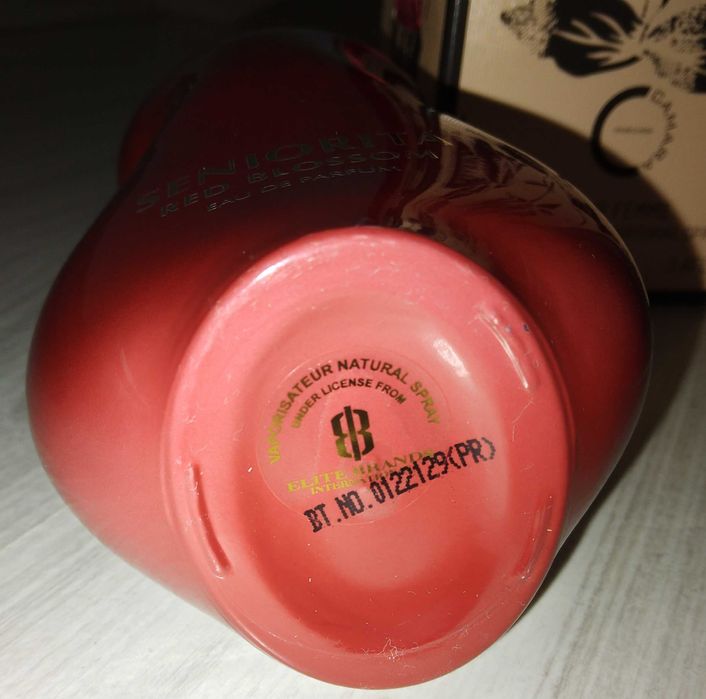 SENIORITA
RED BLOSSOM
EAU DE PARFUM
VAPORISATEUR NATURAL SPRAY
UNDER LICENSE FROM
ELITE BRANDS
BT.NO.0122129(PR)